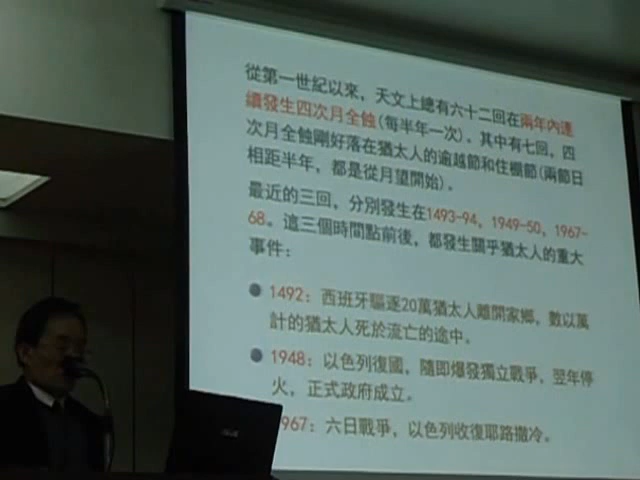 從第一世紀以來，天文上總有六十二回在兩年內連
續發生四次月全蝕(每半年一次)。其中有七回，四
次月全蝕剛好落在猶太人的逾越節和住棚節(兩節日
相距半年，都是從月望開始)。
最近的三回，分別發生在1493-94，1949-50，1967-
68。這三個時間點前後，都發生關乎猶太人的重大
事件：
1492：西班牙驅逐20萬猶太人離開家鄉，數以萬
計的猶太人死於流亡的途中。
1948：以色列復國，隨即爆發獨立戰爭，翌年停
火，正式政府成立。
967：六日戰爭，以色列收復耶路撒冷。